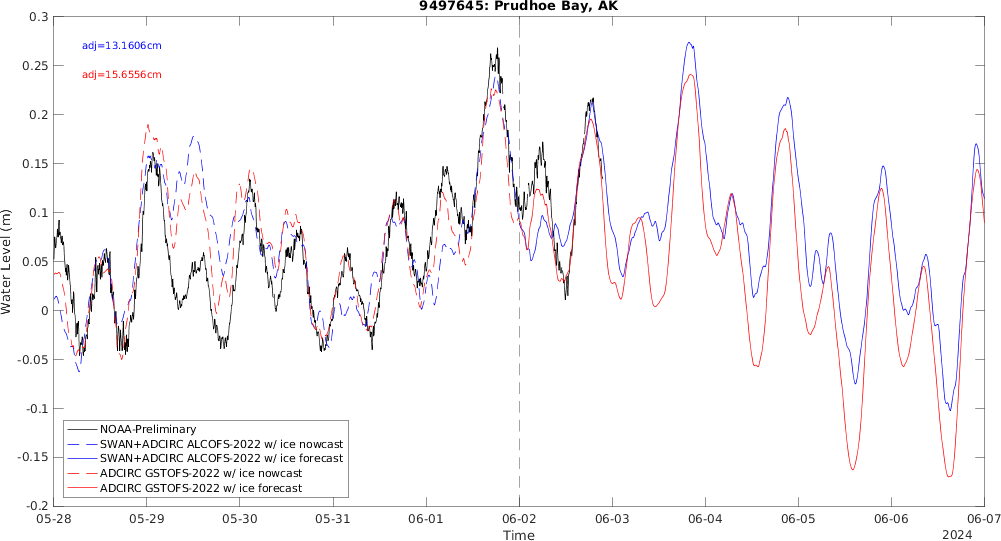 9497645: Prudhoe Bay, AK
adj=13.1606cm
adj=15.6556cm
Water Level (m)
0.3
0.25
0.2
0.15
0.1
0.05
0
-0.05
-0.1
-0.15
-0.2
NOAA-Preliminary
SWAN+ADCIRC ALCOFS-2022 w/ ice nowcast
SWAN+ADCIRC ALCOFS-2022 w/ ice forecast
ADCIRC GSTOFS-2022 w/ ice nowcast
ADCIRC GSTOFS-2022 w/ ice forecast
05-28 05-29 05-30 05-31 06-01 06-02 06-03 06-04 06-05 06-06 06-07
Time
2024